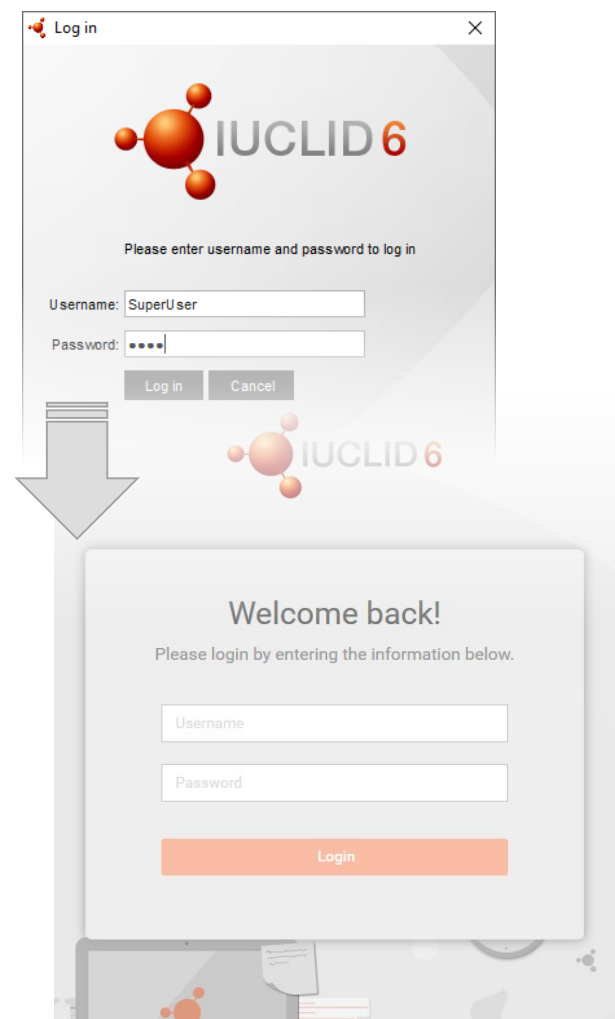 Log in
IUCLID 6
Please enter username and password to log in
Username: SuperUser
Password: ●●●●
Log in Cancel
IUCLID 6
Welcome back!
Please login by entering the information below.
Username
Password
Login